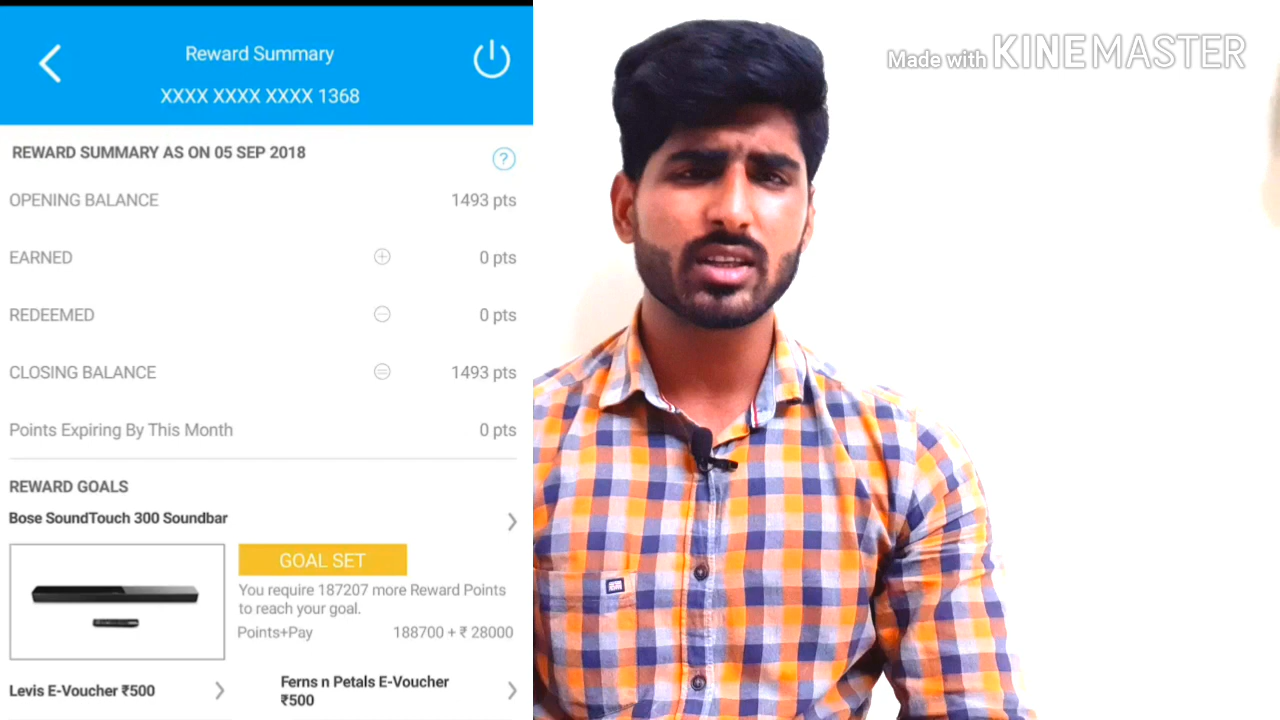 Reward Summary
XXXX XXXX XXXX 1368
REWARD SUMMARY AS ON 05 SEP 2018
?
OPENING BALANCE 1493 pts
EARNED 0 pts
REDEEMED 0 pts
CLOSING BALANCE 1493 pts
Points Expiring By This Month 0 pts
REWARD GOALS
Bose SoundTouch 300 Soundbar
GOAL SET
You require 187207 more Reward Points
to reach your goal.
Points+Pay 188700 + ₹ 28000
Levis E-Voucher ₹500
Ferns n Petals E-Voucher
₹500
Made with KINEMASTER